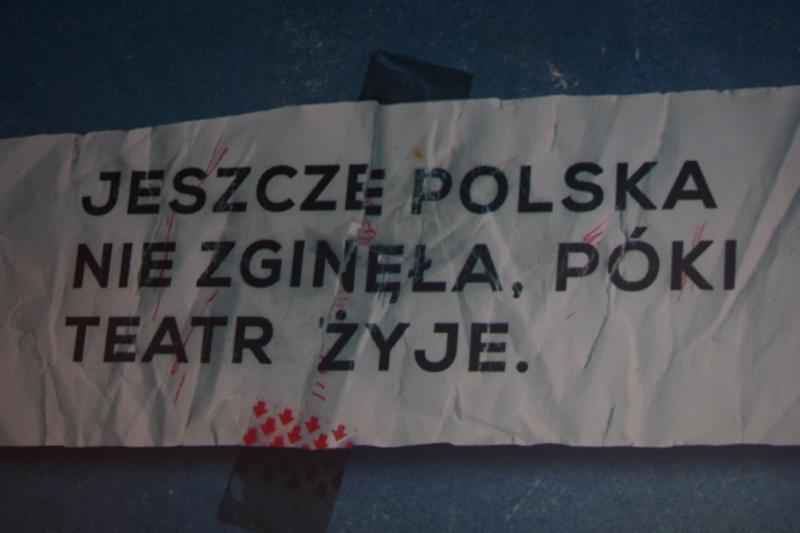 JESZCZE POLSKA
NIE ZGINĘŁA, PÓKI
TEATR ŻYJE.